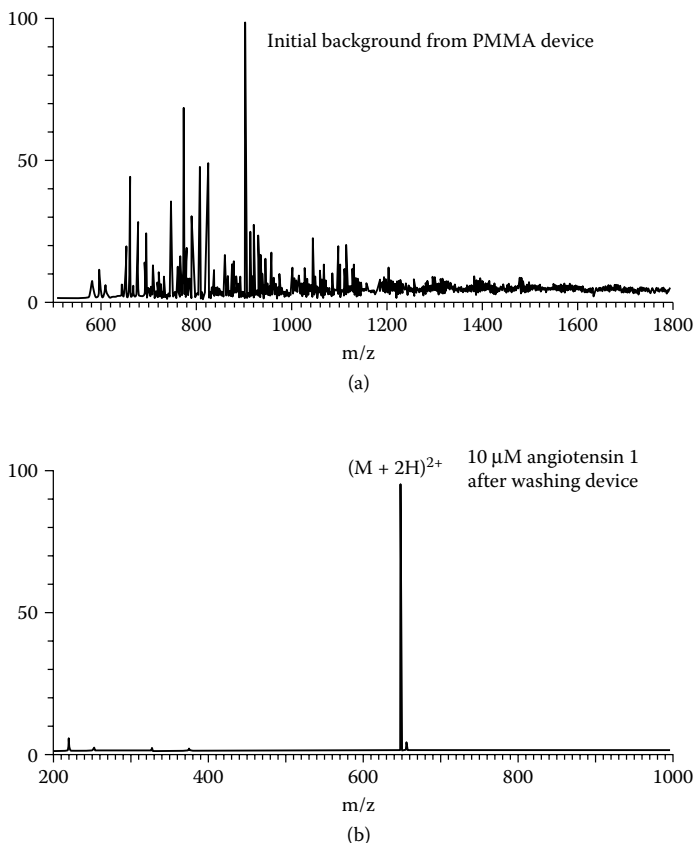 100
Initial background from PMMA device
50
0
600 800 1000 1200 1400 1600 1800
m/z
(a)
100
(M + 2H)²⁺
10 μM angiotensin 1
after washing device
50
0
200 400 600 800 1000
m/z
(b)